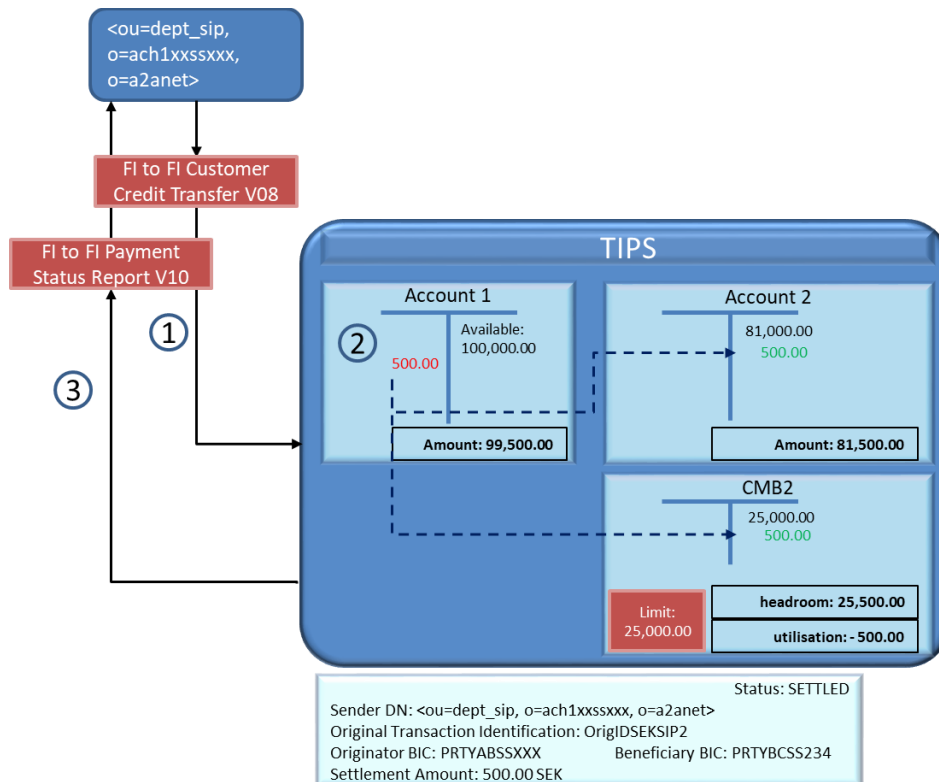 <ou=dept_sip,
o=ach1xxssxxx,
o=a2anet>
FI to FI Customer
Credit Transfer V08
FI to FI Payment
Status Report V10
1
3
TIPS
Account 1
2
Available:
100,000.00
500.00
Amount: 99,500.00
Account 2
81,000.00
500.00
Amount: 81,500.00
CMB2
25,000.00
500.00
Limit:
25,000.00
headroom: 25,500.00
utilisation: - 500.00
Status: SETTLED
Sender DN: <ou=dept_sip, o=ach1xxssxxx, o=a2anet>
Original Transaction Identification: OrigIDSEKSIP2
Originator BIC: PRTYABSSXXX Beneficiary BIC: PRTYBCSS234
Settlement Amount: 500.00 SEK